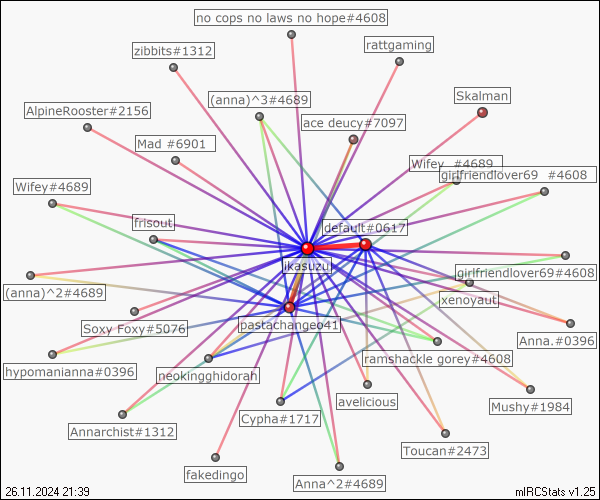 no cops no laws no hope#4608
rattgaming
zibbits#1312
Skalman
(anna)^3#4689
AlpineRooster#2156
ace deucy#7097
Mad_#6901
Wifey_ #4689
girlfriendlover69_ #4608
Wifey#4689
frisout
default#0617
ikasuzu
girlfriendlover69#4608
(anna)^2#4689
xenoyaut
pastachangeo41
Soxy Foxy#5076
Anna.#0396
ramshackle gorey#4608
hypomanianna#0396
neokingghidorah
avelicious
Mushy#1984
Cypha#1717
Annarchist#1312
Toucan#2473
fakedingo
Anna^2#4689
26.11.2024 21:39
mIRCStats v1.25